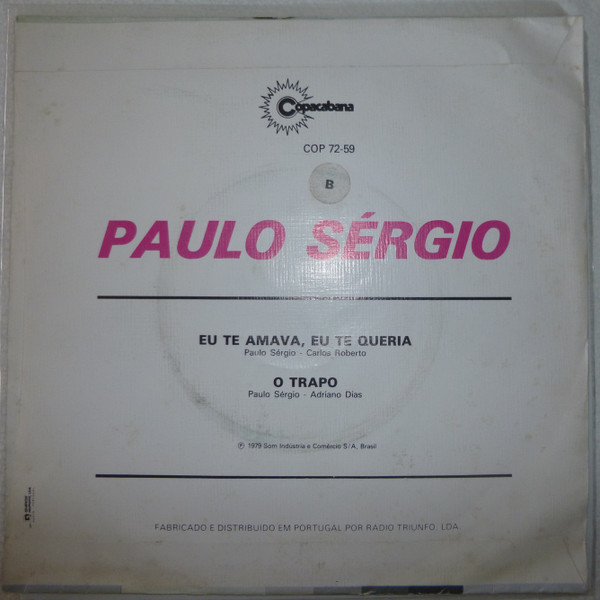 Copacabana
COP 72-59
B
PAULO SÉRGIO
EU TE AMAVA, EU TE QUERIA
Paulo Sérgio - Carlos Roberto
O TRAPO
Paulo Sérgio - Adriano Dias
Ⓟ 1979 Som Indústria e Comércio S/A, Brasil
FABRICADO E DISTRIBUIDO EM PORTUGAL POR RADIO TRIUNFO, LDA.